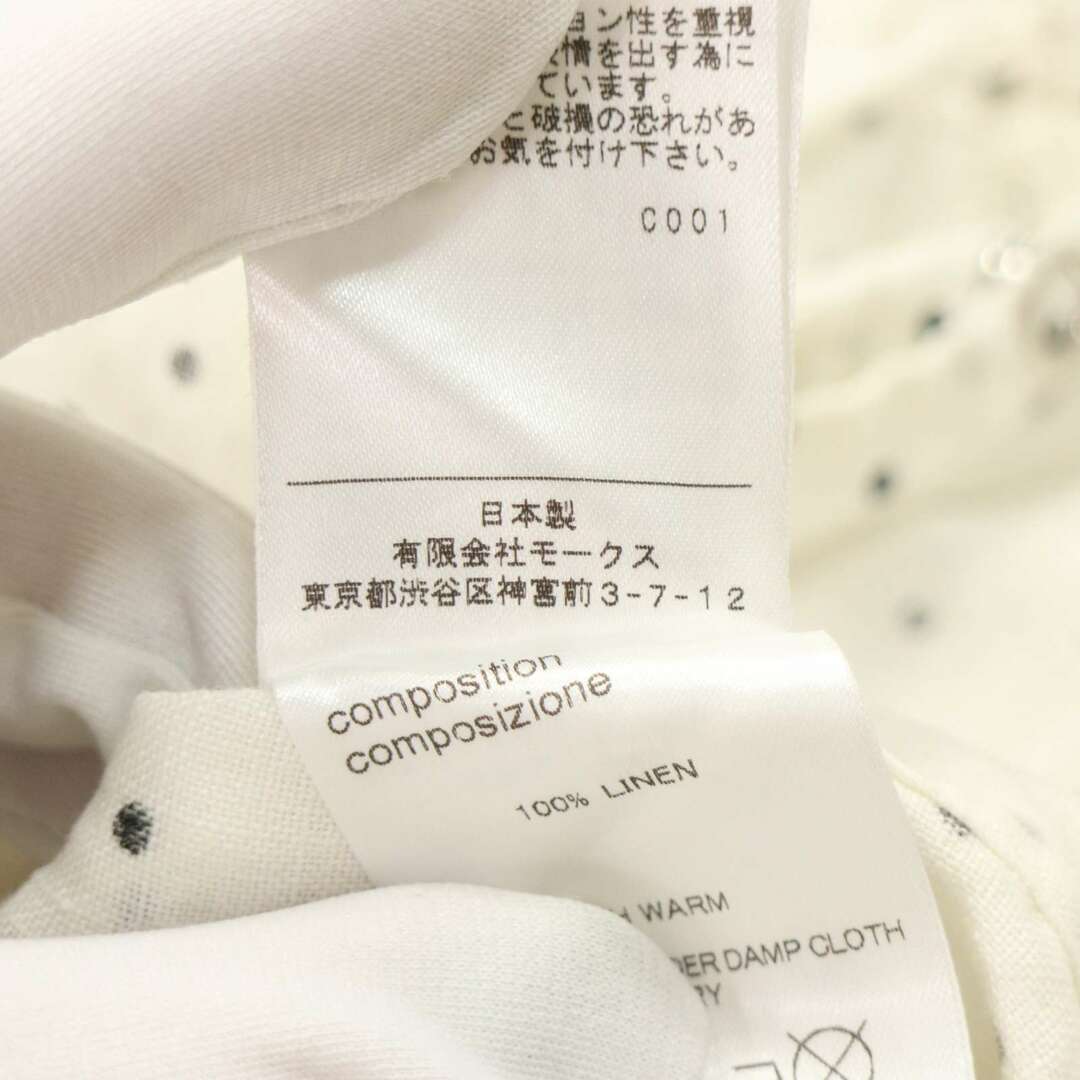 ョン性を重視
情を出す為に
ています。
と破損の恐れがあ
お気を付け下さい。
C001
日本製
有限会社モークス
東京都渋谷区神宮前3-7-12
composition
composizione
100% LINEN
WARM
DAMP CLOTH